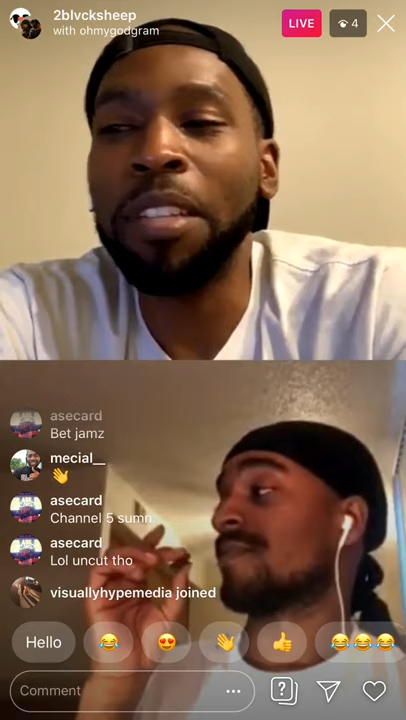 2blvcksheep
with ohmygodgram
LIVE
4
asecard
Bet jamz
mecial__
👋
asecard
Channel 5 sumn
asecard
Lol uncut tho
visuallyhypemedia joined
Hello
😂
😍
👋
👍
😂😂😂
Comment